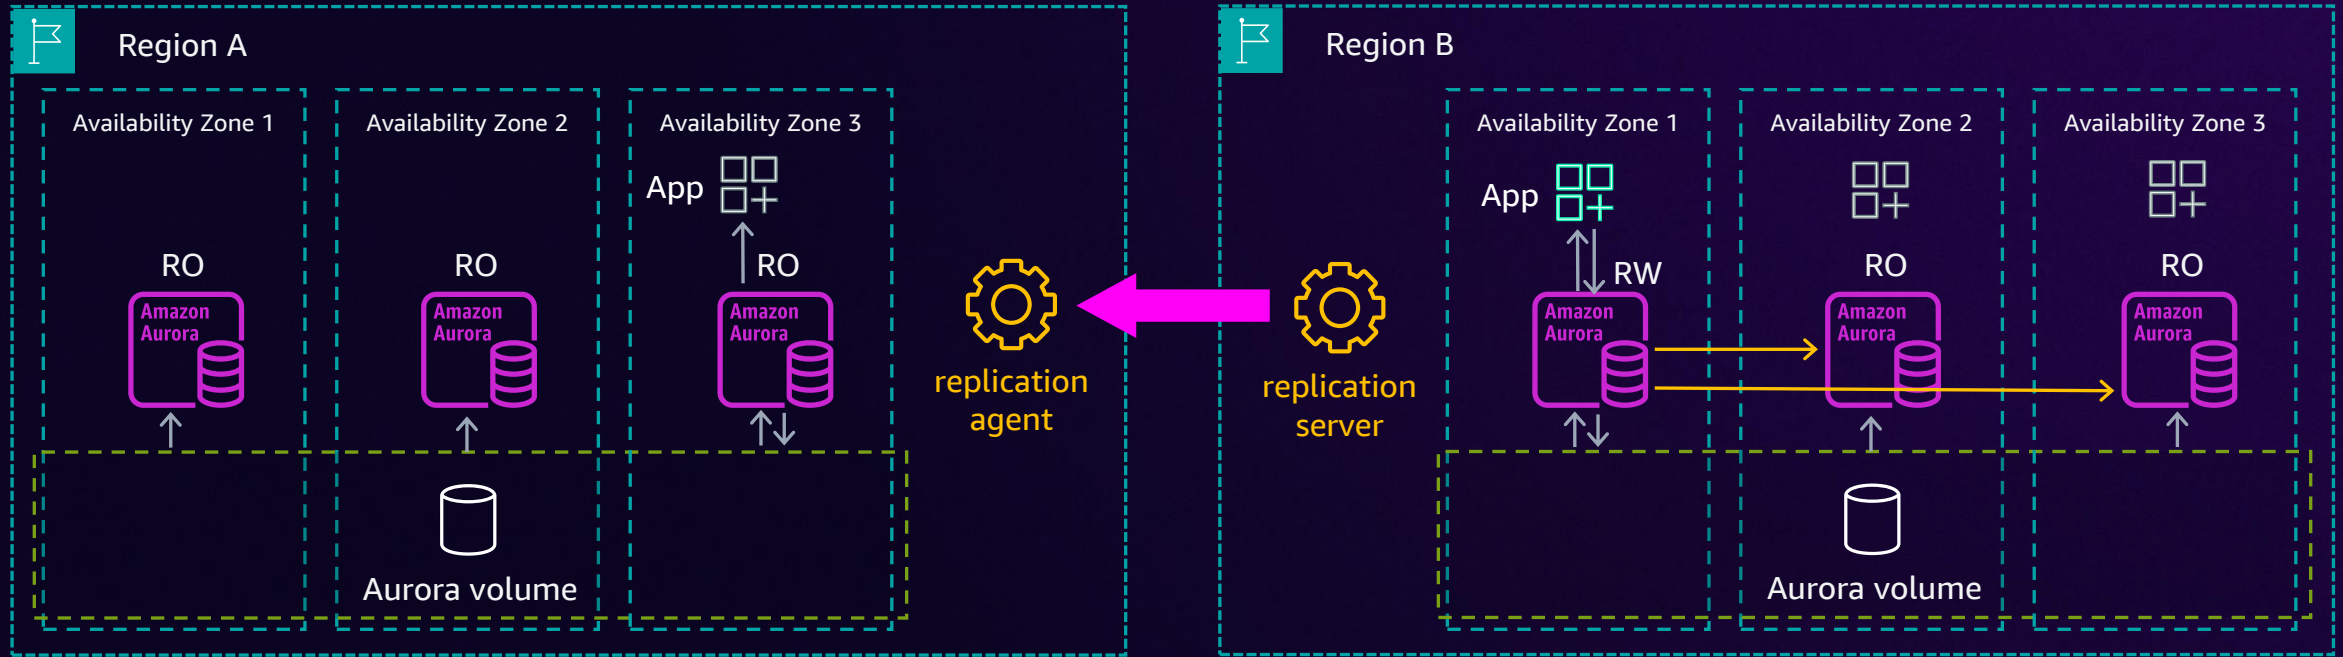 Region A
Availability Zone 1
Availability Zone 2
Availability Zone 3
App
RO
RO
RO
Amazon
Aurora
Amazon
Aurora
Amazon
Aurora
Aurora volume
replication
agent
replication
server
Region B
Availability Zone 1
Availability Zone 2
Availability Zone 3
App
RW
RO
RO
Amazon
Aurora
Amazon
Aurora
Amazon
Aurora
Aurora volume